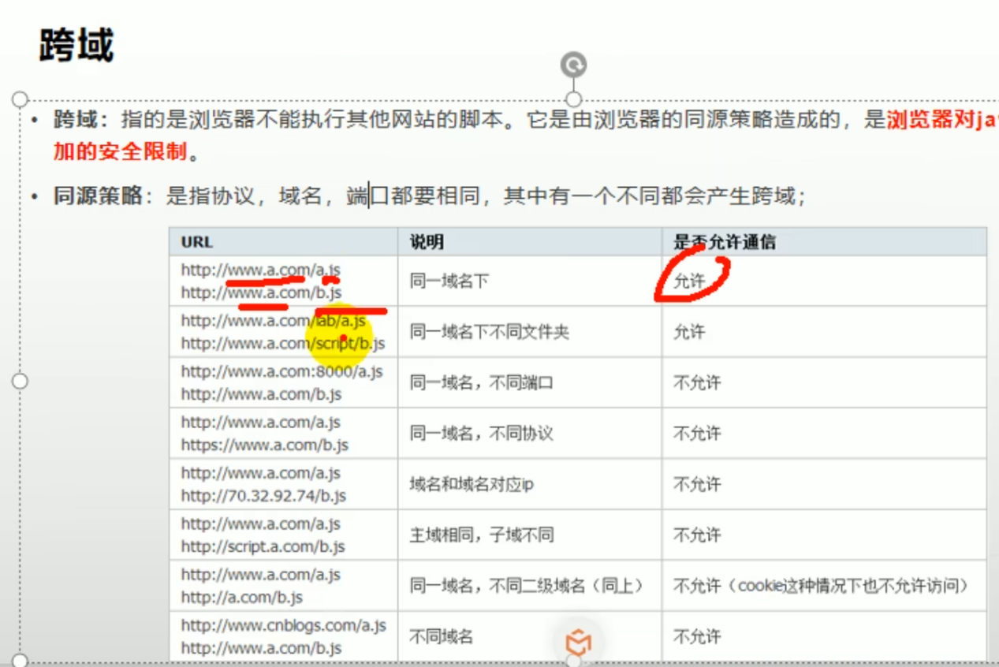 跨域
• 跨域：指的是浏览器不能执行其他网站的脚本。它是由浏览器的同源策略造成的，是浏览器对
加的安全限制。
• 同源策略：是指协议，域名，端口都要相同，其中有一个不同都会产生跨域；
URL 说明 是否允许通信
http://www.a.com/a.js
http://www.a.com/b.js
同一域名下
允许
http://www.a.com/lab/a.js
http://www.a.com/script/b.js
同一域名下不同文件夹
允许
http://www.a.com:8000/a.js
http://www.a.com/b.js
同一域名，不同端口
不允许
http://www.a.com/a.js
https://www.a.com/b.js
同一域名，不同协议
不允许
http://www.a.com/a.js
http://70.32.92.74/b.js
域名和域名对应ip
不允许
http://www.a.com/a.js
http://script.a.com/b.js
主域相同，子域不同
不允许
http://www.a.com/a.js
http://a.com/b.js
同一域名，不同二级域名（同上）
不允许（cookie这种情况下也不允许访问）
http://www.cnblogs.com/a.js
http://www.a.com/b.js
不同域名
不允许